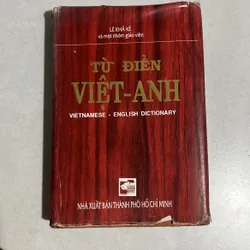 LÊ KHẢ KẾ
và một nhóm giáo viên
TỪ ĐIỂN
VIỆT-ANH
VIETNAMESE - ENGLISH DICTIONARY
NHÀ XUẤT BẢN THÀNH PHỐ HỒ CHÍ MINH